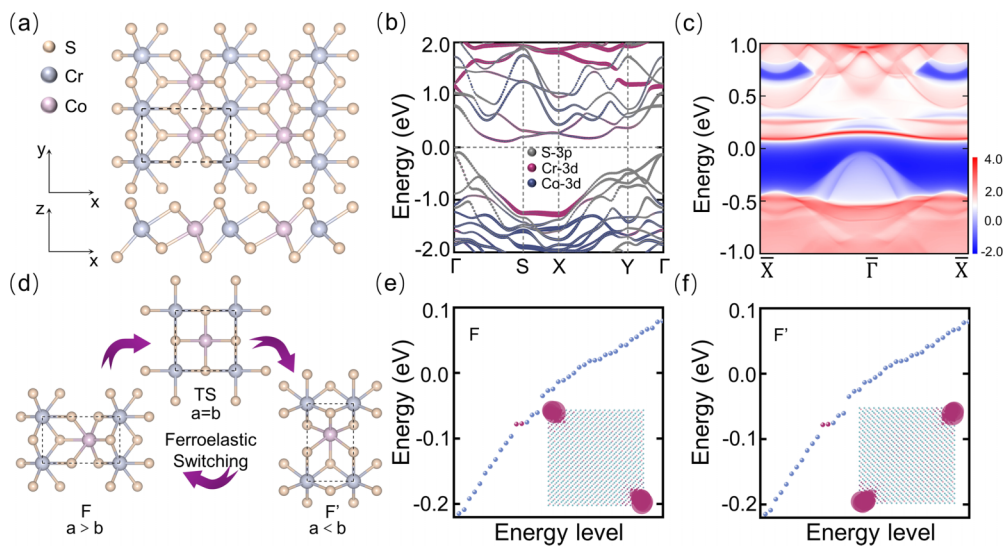 (a)
S
Cr
Co
y
x
z
x
(b)
Energy (eV)
2.0
1.0
0.0
-1.0
-2.0
S-3p
Cr-3d
Co-3d
Γ S X Y Γ
(c)
Energy (eV)
1.0
0.5
0.0
-0.5
-1.0
4.0
2.0
0.0
-2.0
X̅ Γ̅ X̅
(d)
TS
a=b
Ferroelastic
Switching
F
a > b
F'
a < b
(e)
Energy (eV)
0.1
0.0
-0.1
-0.2
F
Energy level
(f)
Energy (eV)
0.1
0.0
-0.1
-0.2
F'
Energy level